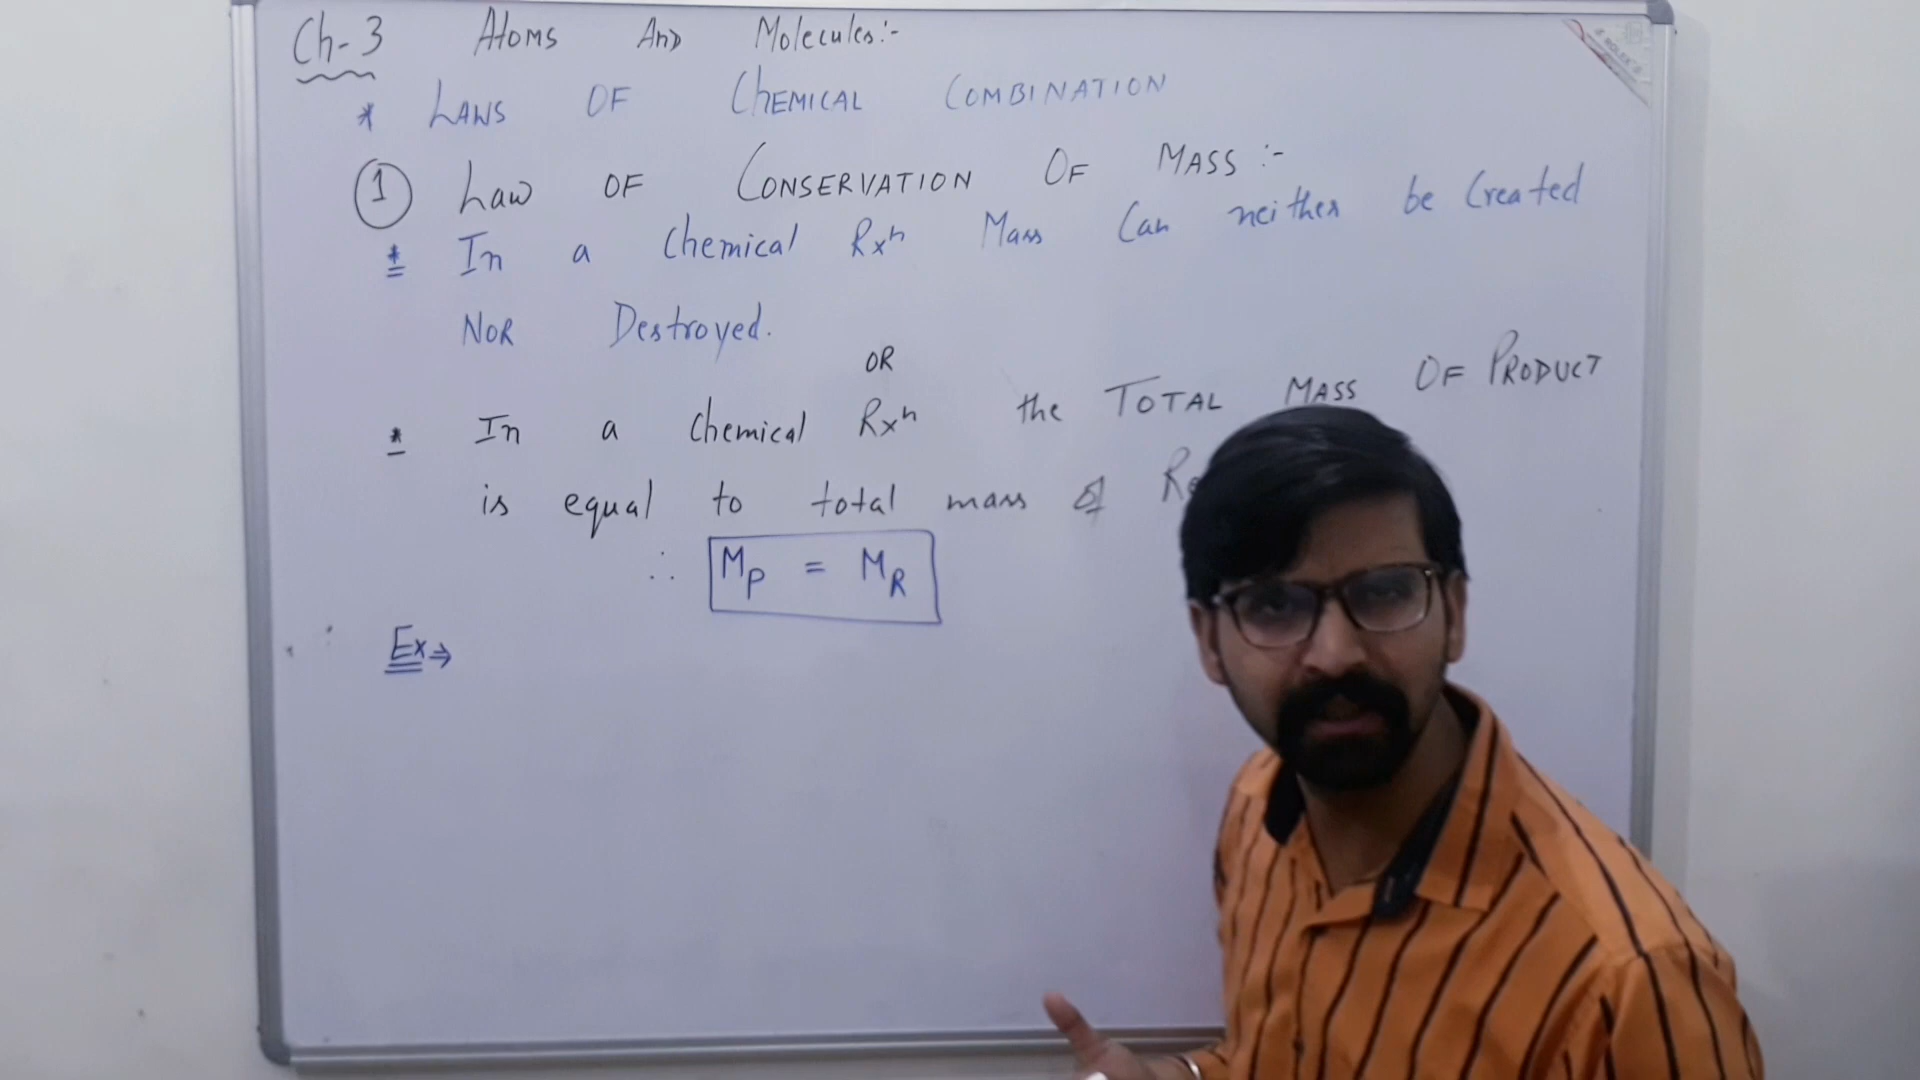 Ch-3 Atoms And Molecules:-
* LAWS OF CHEMICAL COMBINATION
① Law OF CONSERVATION OF MASS :-
* In a Chemical Rxn Mass Can neither be Created
NOR Destroyed.
OR
* In a Chemical Rxn the TOTAL MASS OF PRODUCT
is equal to total mass of
∴ MP = MR
Ex⇒